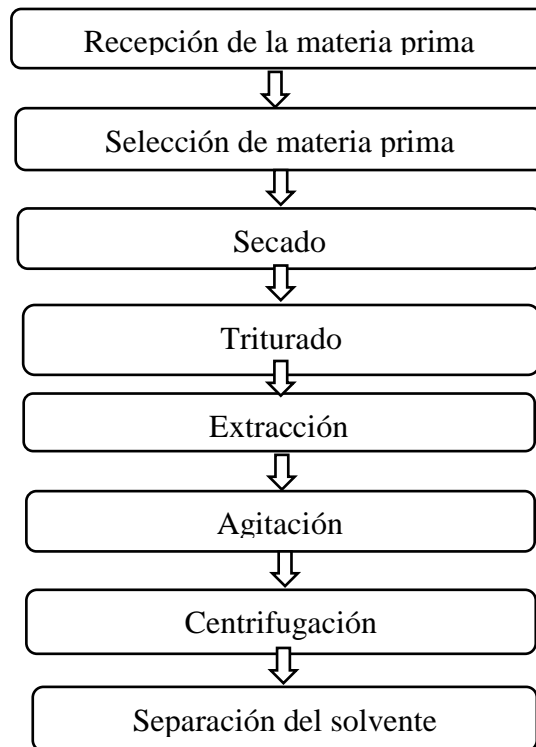 Recepción de la materia prima
Selección de materia prima
Secado
Triturado
Extracción
Agitación
Centrifugación
Separación del solvente